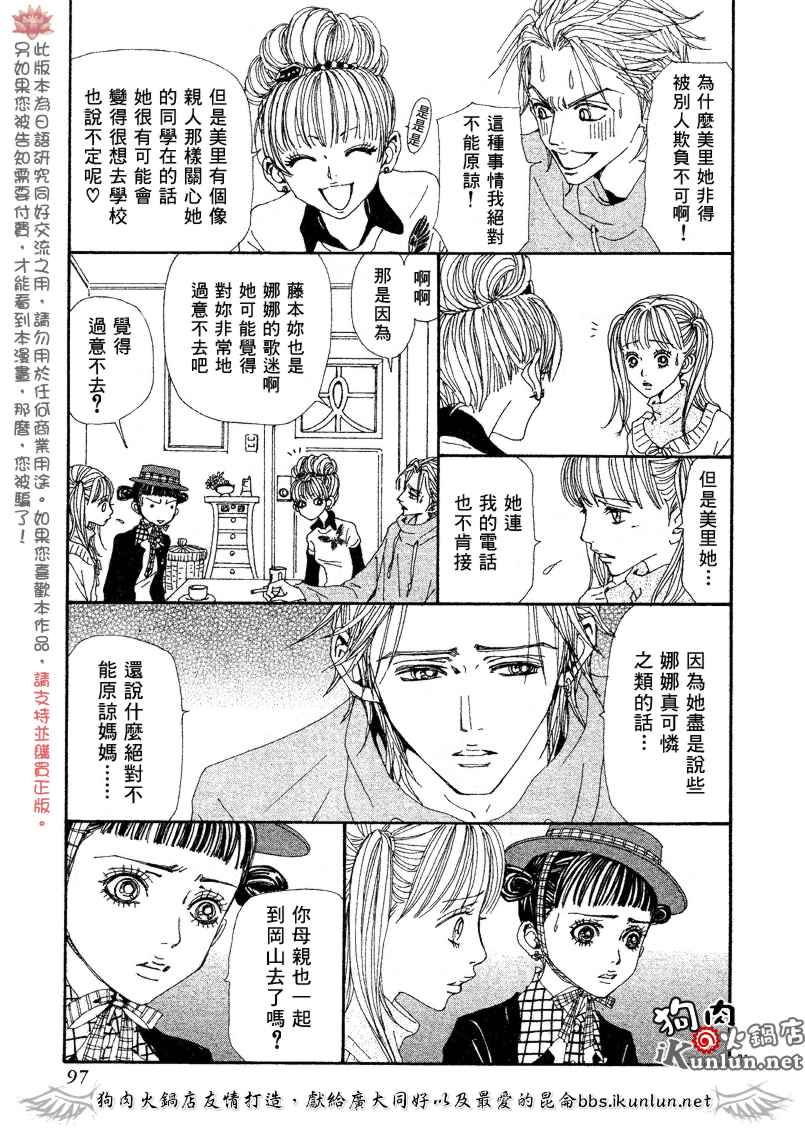 為什麼美里她非得
被別人欺負不可啊！
這種事情我絕對
不能原諒！
是是是
但是美里有個像
親人那樣關心她
的同學在的話
她很有可能會
變得很想去學校
也說不定呢♡
啊啊
那是因為
藤本妳也是
娜娜的歌迷啊
她可能覺得
對妳非常地
過意不去吧
覺得
過意不去？
但是美里她…
她連
我的電話
也不肯接
因為她盡是說些
娜娜真可憐
之類的話…
還說什麼絕對不
能原諒媽媽……
你母親也一起
到岡山去了嗎？
狗肉
火鍋店
iKunlun.net
97
狗肉火鍋店友情打造，獻給廣大同好以及最愛的昆侖bbs.ikunlun.net
此版本為日語研究同好交流之用，請勿用於任何商業用途。如果您喜歡本作品，請支持並購買正版。
另如果您被告知需要付費，才能看到本漫畫，那麼，您被騙了！